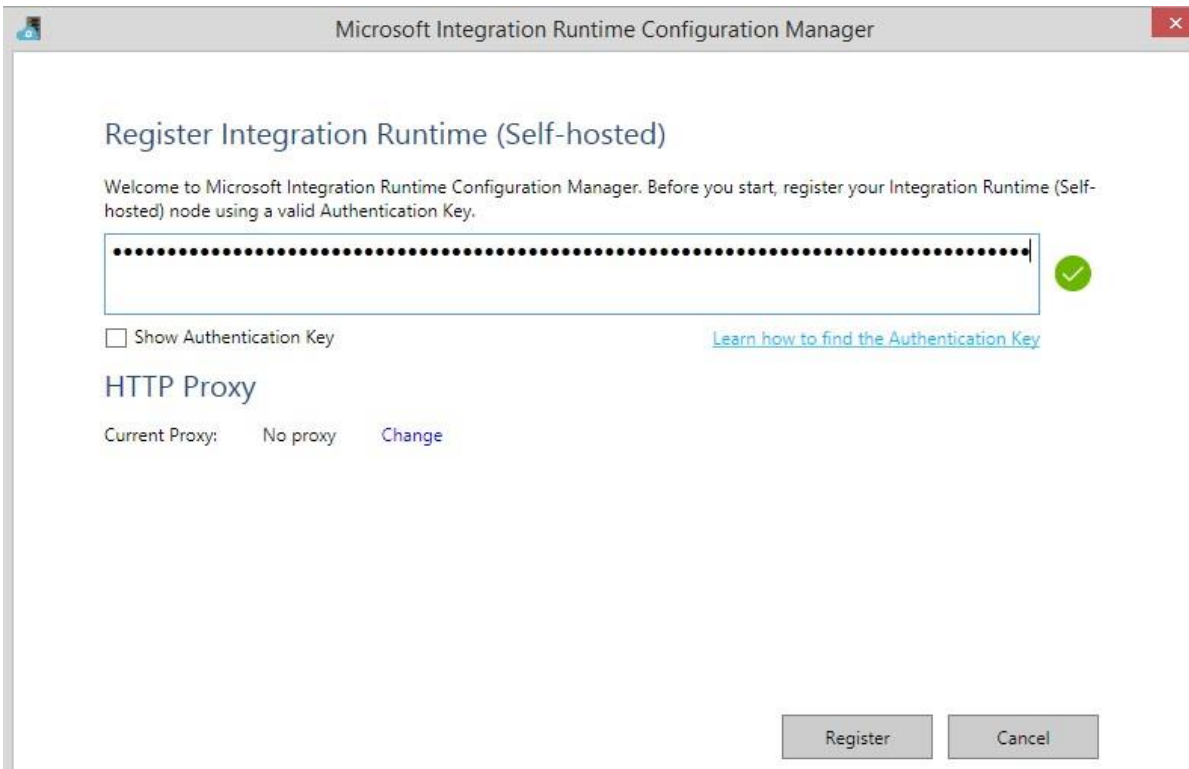 Microsoft Integration Runtime Configuration Manager
Register Integration Runtime (Self-hosted)
Welcome to Microsoft Integration Runtime Configuration Manager. Before you start, register your Integration Runtime (Self-
hosted) node using a valid Authentication Key.
Show Authentication Key
Learn how to find the Authentication Key
HTTP Proxy
Current Proxy: No proxy Change
Register Cancel